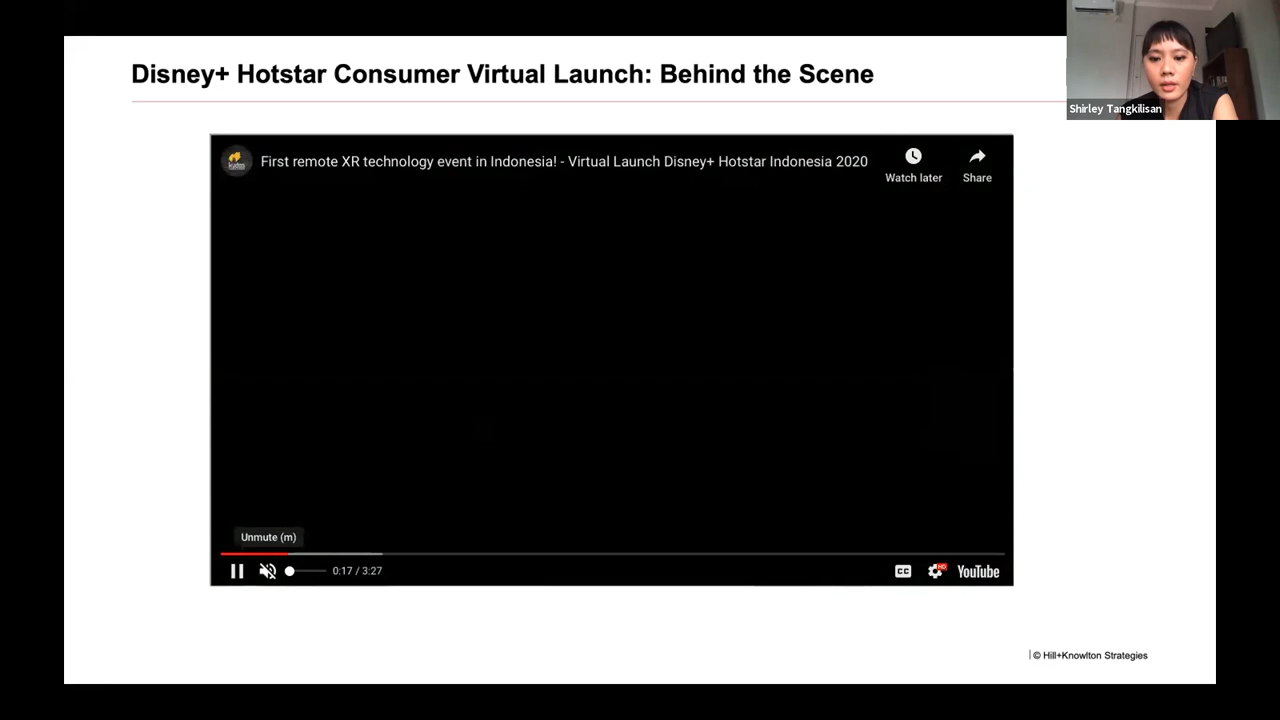 Disney+ Hotstar Consumer Virtual Launch: Behind the Scene
Shirley Tangkilisan
First remote XR technology event in Indonesia! - Virtual Launch Disney+ Hotstar Indonesia 2020
Watch later
Share
Unmute (m)
0:17 / 3:27
CC
HD
YouTube
© Hill+Knowlton Strategies